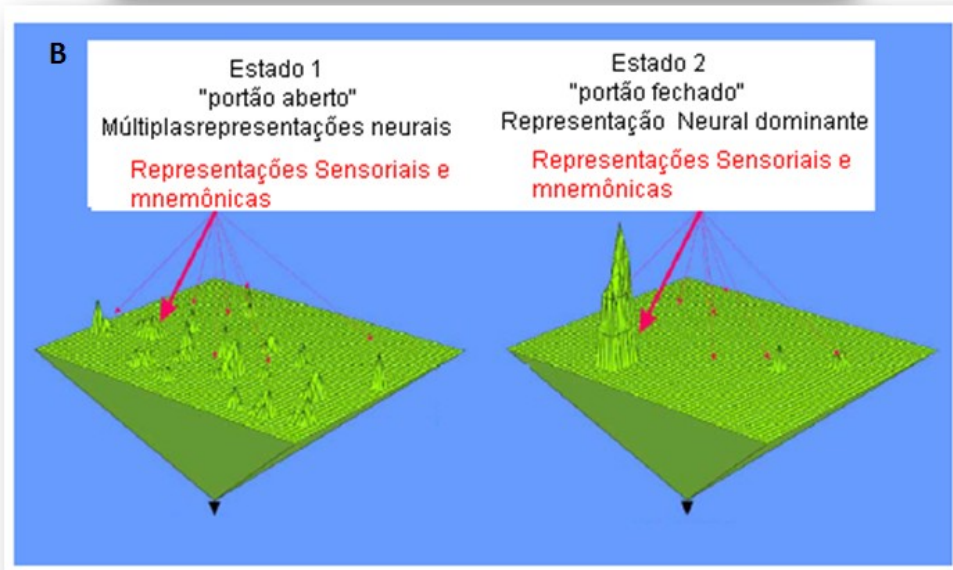 B
Estado 1
"portão aberto"
Múltiplasrepresentações neurais
Representações Sensoriais e
mnemônicas
Estado 2
"portão fechado"
Representação Neural dominante
Representações Sensoriais e
mnemônicas